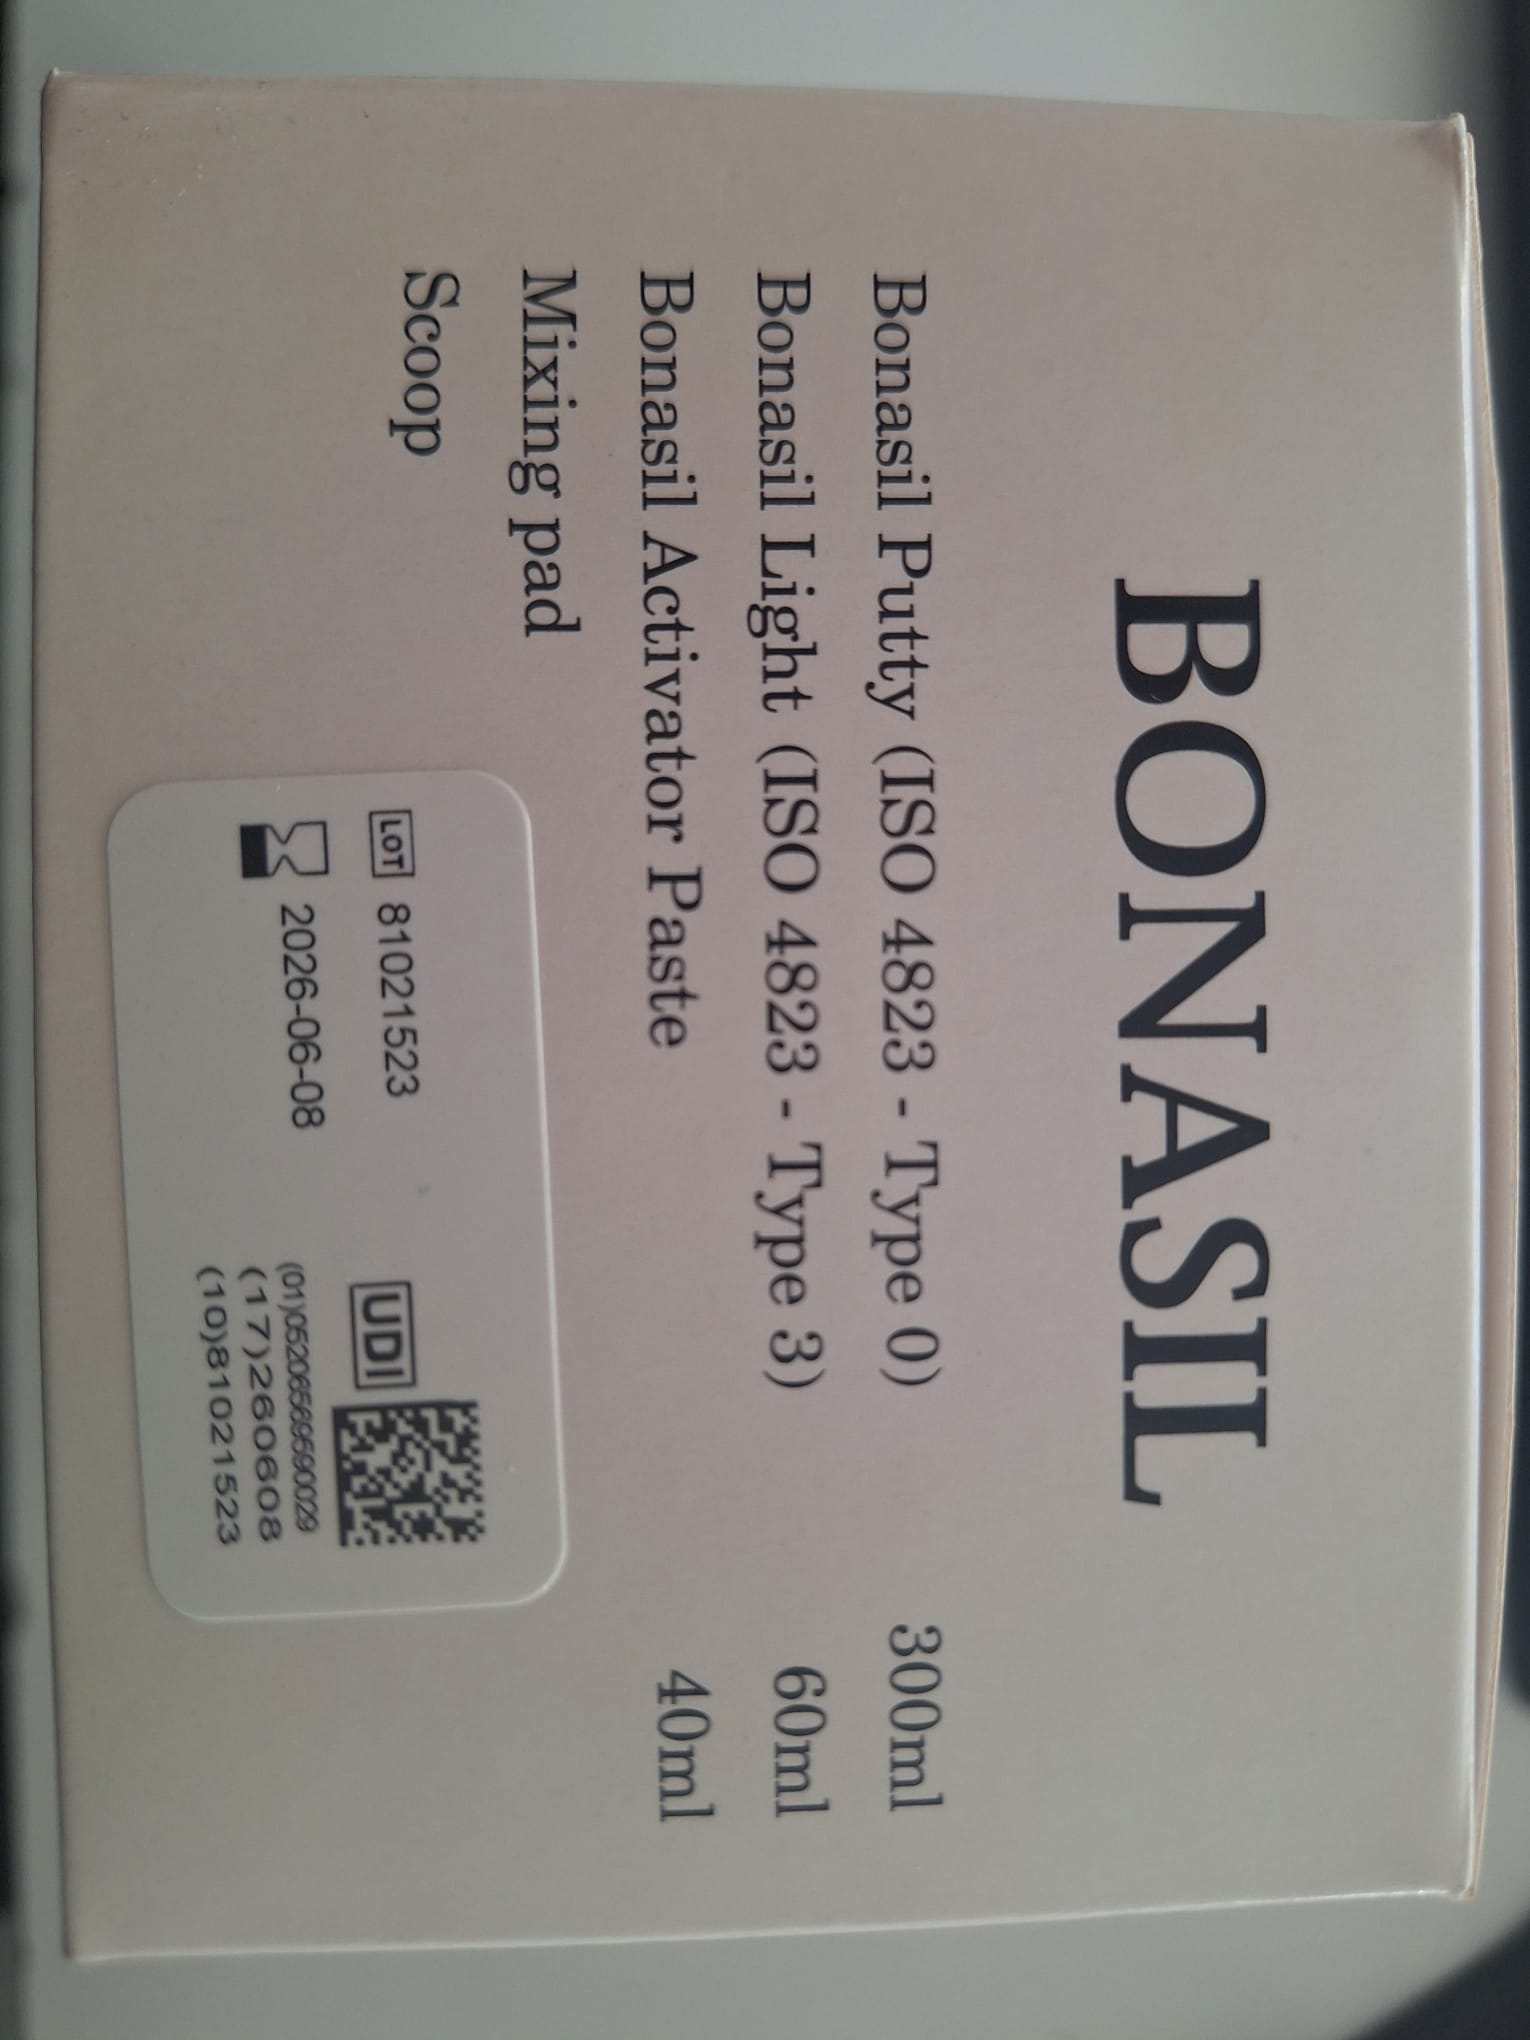 BONASIL
Bonasil Putty (ISO 4823 - Type 0) 300ml
Bonasil Light (ISO 4823 - Type 3) 60ml
Bonasil Activator Paste 40ml
Mixing pad
Scoop
LOT 81021523
2026-06-08
UDI
(01)05206569590029
(17)260608
(10)81021523